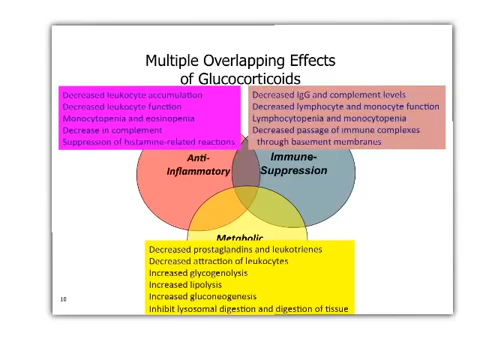 Multiple Overlapping Effects
of Glucocorticoids
Decreased leukocyte accumulation
Decreased leukocyte function
Monocytopenia and eosinopenia
Decrease in complement
Suppression of histamine-related reactions
Decreased IgG and complement levels
Decreased lymphocyte and monocyte function
Lymphocytopenia and monocytopenia
Decreased passage of immune complexes
through basement membranes
Anti-
Inflammatory
Immune-
Suppression
Metabolic
Decreased prostaglandins and leukotrienes
Decreased attraction of leukocytes
Increased glycogenolysis
Increased lipolysis
Increased gluconeogenesis
Inhibit lysosomal digestion and digestion of tissue
10